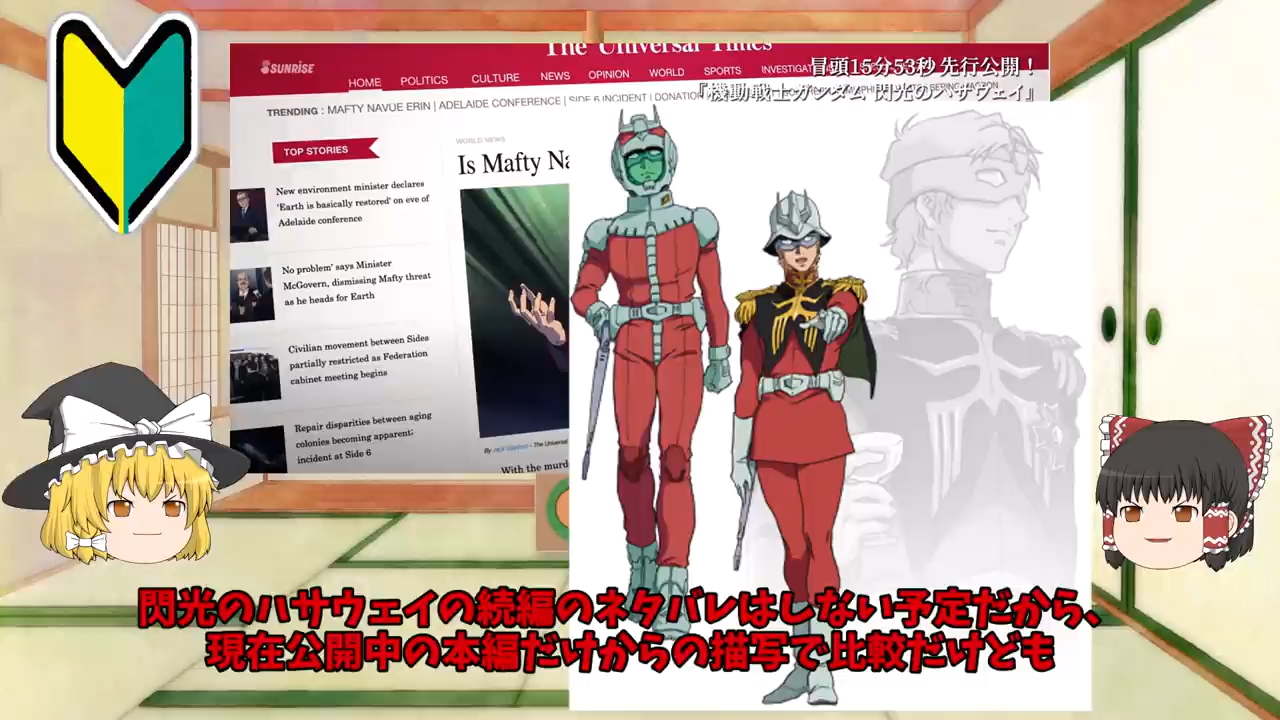 The Universal Times
SUNRISE
HOME POLITICS CULTURE NEWS OPINION WORLD SPORTS
冒頭15分53秒 先行公開！
『機動戦士ガンダム 閃光のハサウェイ』
TRENDING : MAFTY NAVUE ERIN | ADELAIDE CONFERENCE | SIDE 6 INCIDENT |
TOP STORIES
New environment minister declares
'Earth is basically restored' on eve of
Adelaide conference
No problem' says Minister
McGovern, dismissing Mafty threat
as he heads for Earth
Civilian movement between Sides
partially restricted as Federation
cabinet meeting begins
Repair disparities between aging
colonies becoming apparent;
incident at Side 6
WORLD NEWS
Is Mafty Na
With the murd
閃光のハサウェイの続編のネタバレはしない予定だから、
現在公開中の本編だけからの描写で比較だけども